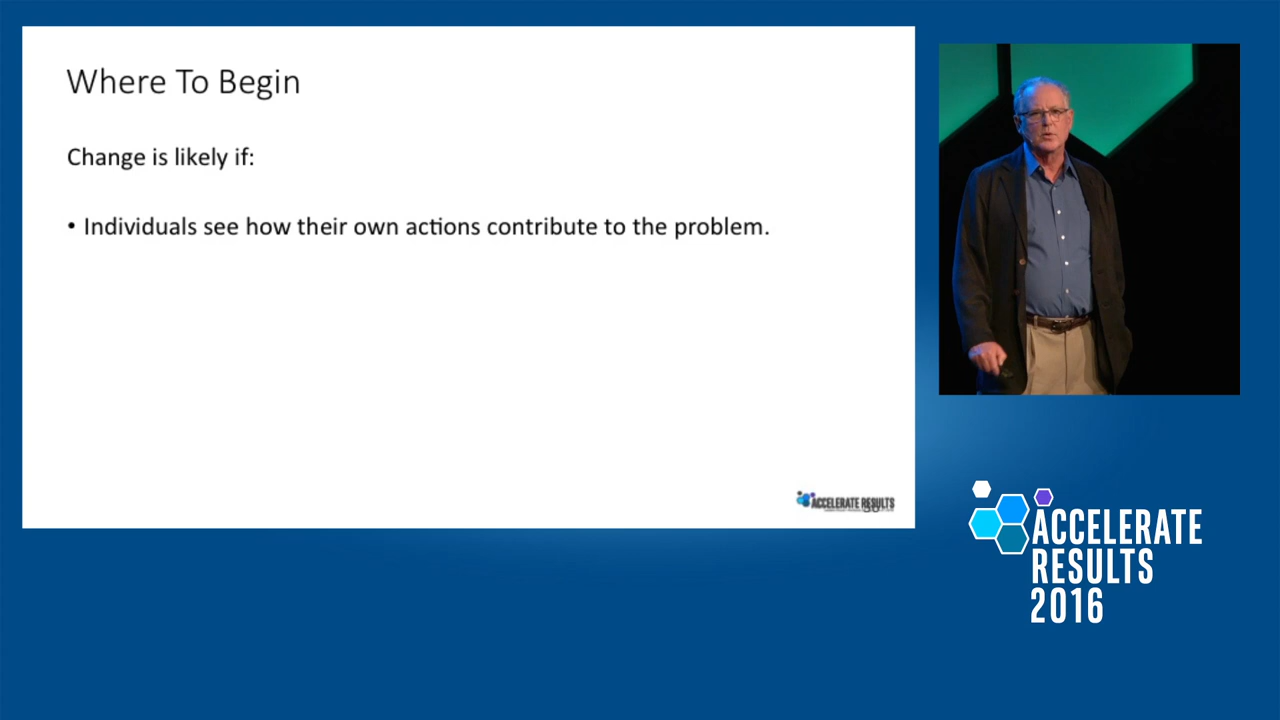 Where To Begin
Change is likely if:
• Individuals see how their own actions contribute to the problem.
ACCELERATE RESULTS
ACCELERATE
RESULTS
2016